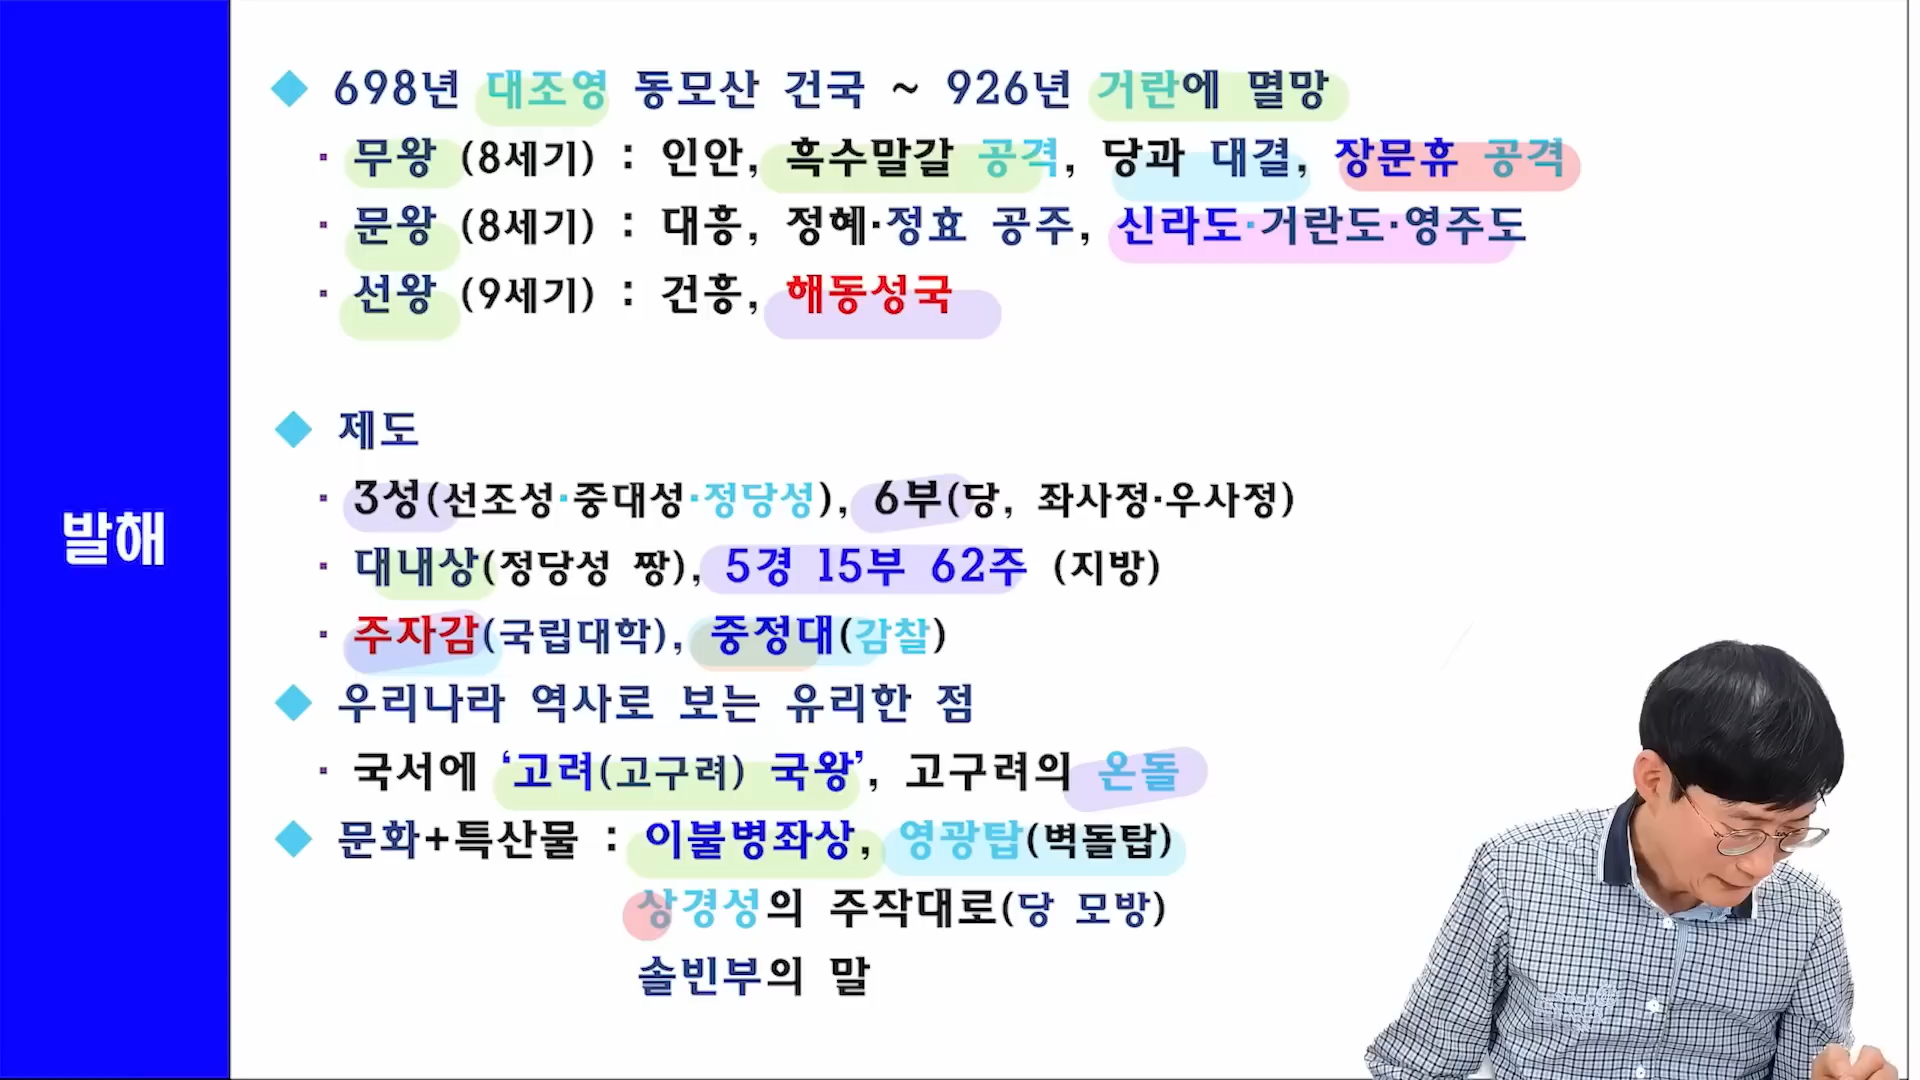 발해
698년 대조영 동모산 건국 ~ 926년 거란에 멸망
무왕 (8세기) : 인안, 흑수말갈 공격, 당과 대결, 장문휴 공격
문왕 (8세기) : 대흥, 정혜·정효 공주, 신라도·거란도·영주도
선왕 (9세기) : 건흥, 해동성국
제도
3성(선조성·중대성·정당성), 6부(당, 좌사정·우사정)
대내상(정당성 짱), 5경 15부 62주 (지방)
주자감(국립대학), 중정대(감찰)
우리나라 역사로 보는 유리한 점
국서에 ‘고려(고구려) 국왕’, 고구려의 온돌
문화+특산물 : 이불병좌상, 영광탑(벽돌탑)
상경성의 주작대로(당 모방)
솔빈부의 말